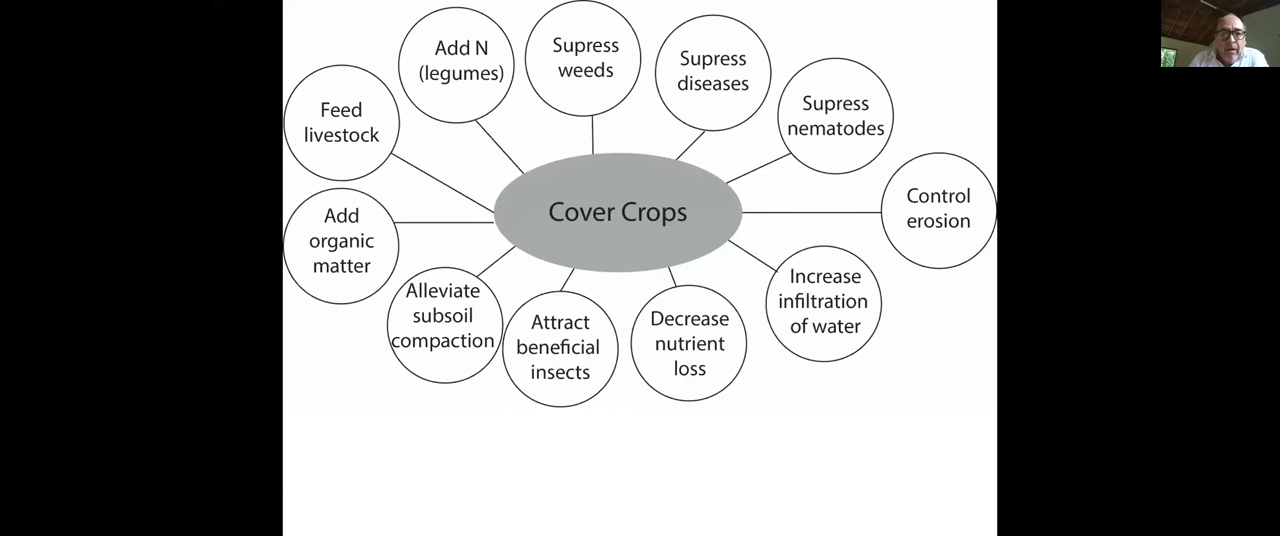 Add N
(legumes)
Supress
weeds
Supress
diseases
Supress
nematodes
Feed
livestock
Control
erosion
Cover Crops
Add
organic
matter
Increase
infiltration
of water
Alleviate
subsoil
compaction
Attract
beneficial
insects
Decrease
nutrient
loss